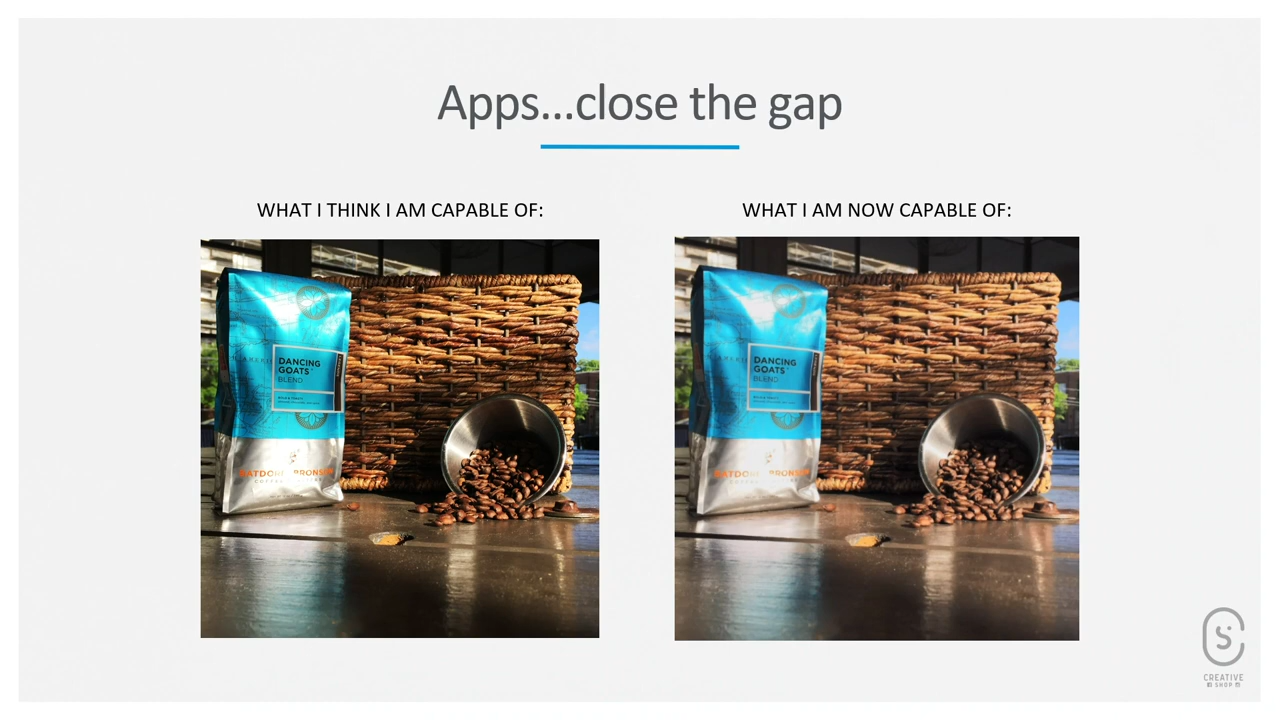 Apps...close the gap
WHAT I THINK I AM CAPABLE OF:
WHAT I AM NOW CAPABLE OF:
DANCING
GOATS
BLEND
DANCING
GOATS
BLEND
CREATIVE
SHOP